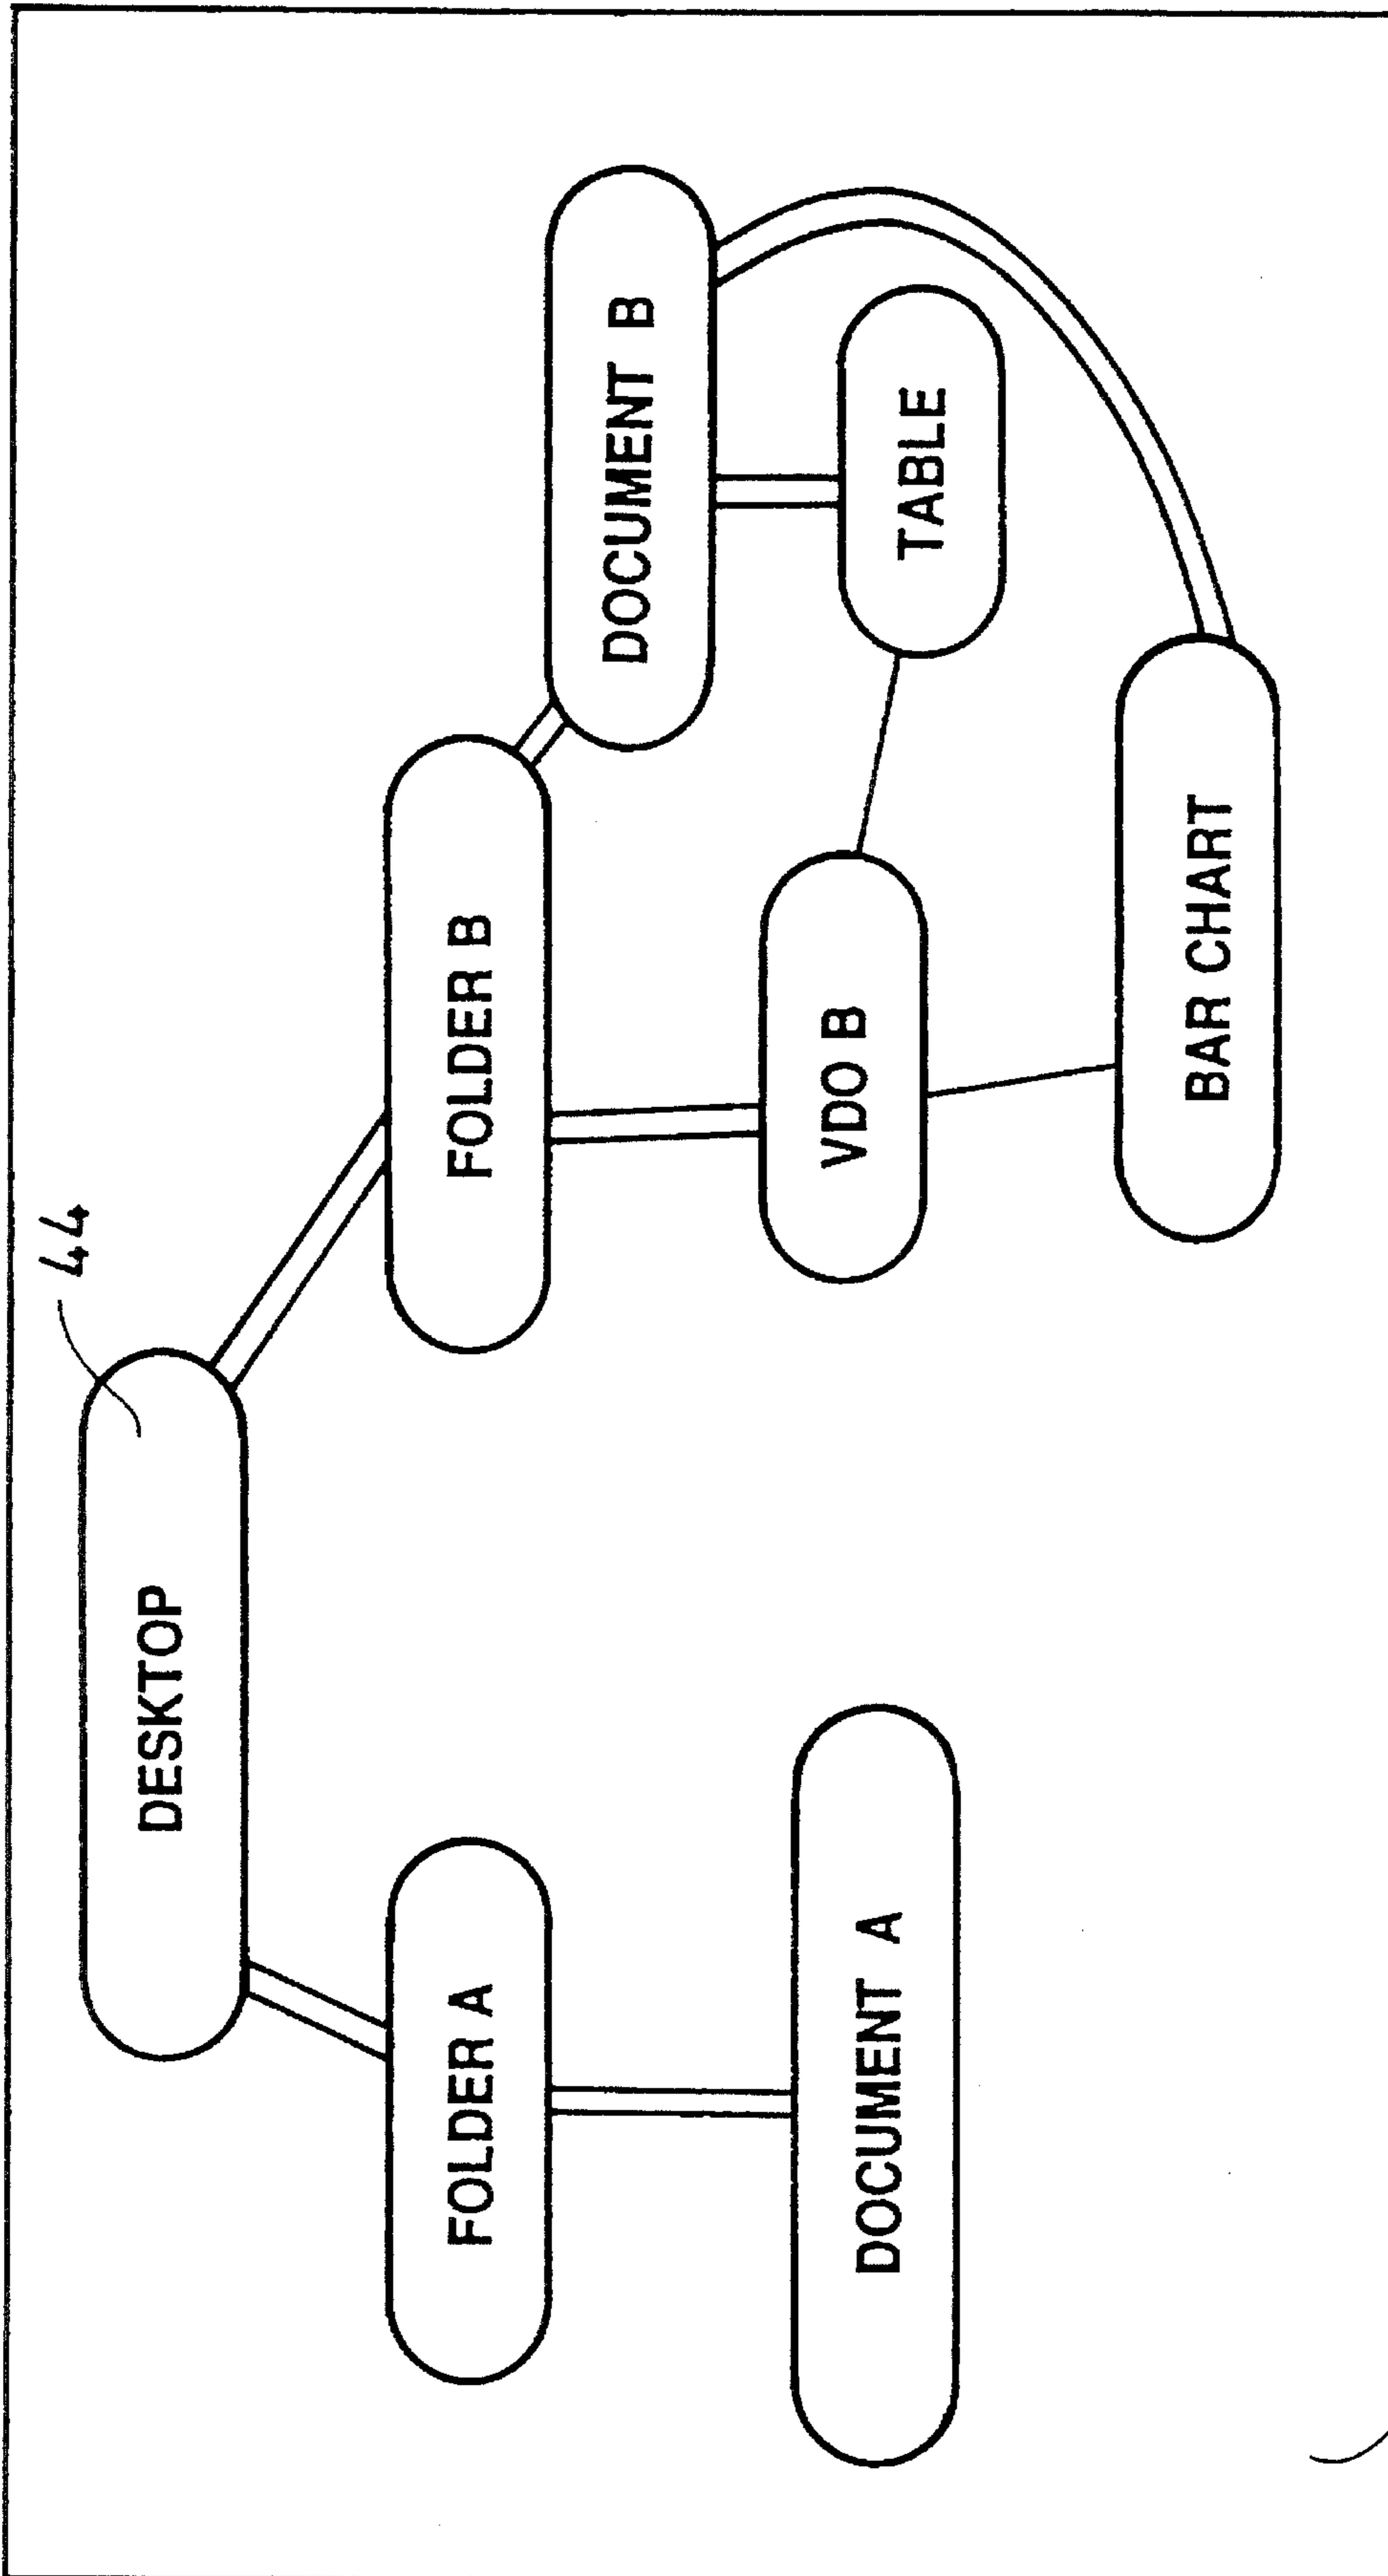 44
DESKTOP
FOLDER A
FOLDER B
DOCUMENT B
DOCUMENT A
VDO B
TABLE
BAR CHART